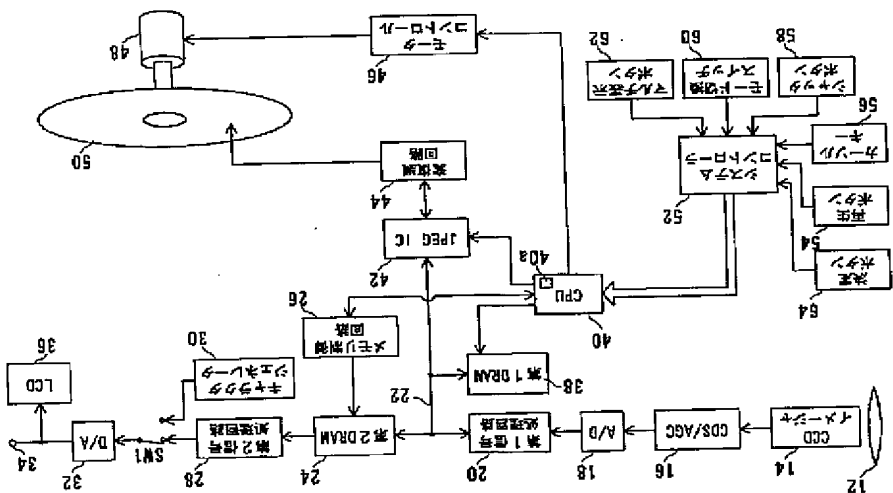 12
CCD
イメージャ
14
CDS/AGC
16
A/D
18
第1信号
処理回路
20
22
第2DRAM
24
第2信号
処理回路
28
SW1
D/A
32
34
キャラクタ
ジェネレータ
30
LCD
36
メモリ制御
回路
26
第1DRAM
38
CPU
40a
40
JPEG IC
42
変復調
回路
44
決定
ボタン
64
再生
ボタン
54
カーソル
キー
56
システム
コントローラ
52
シャッタ
ボタン
58
モード切換
スイッチ
60
マルチ表示
ボタン
62
モータ
コントロール
46
48
50